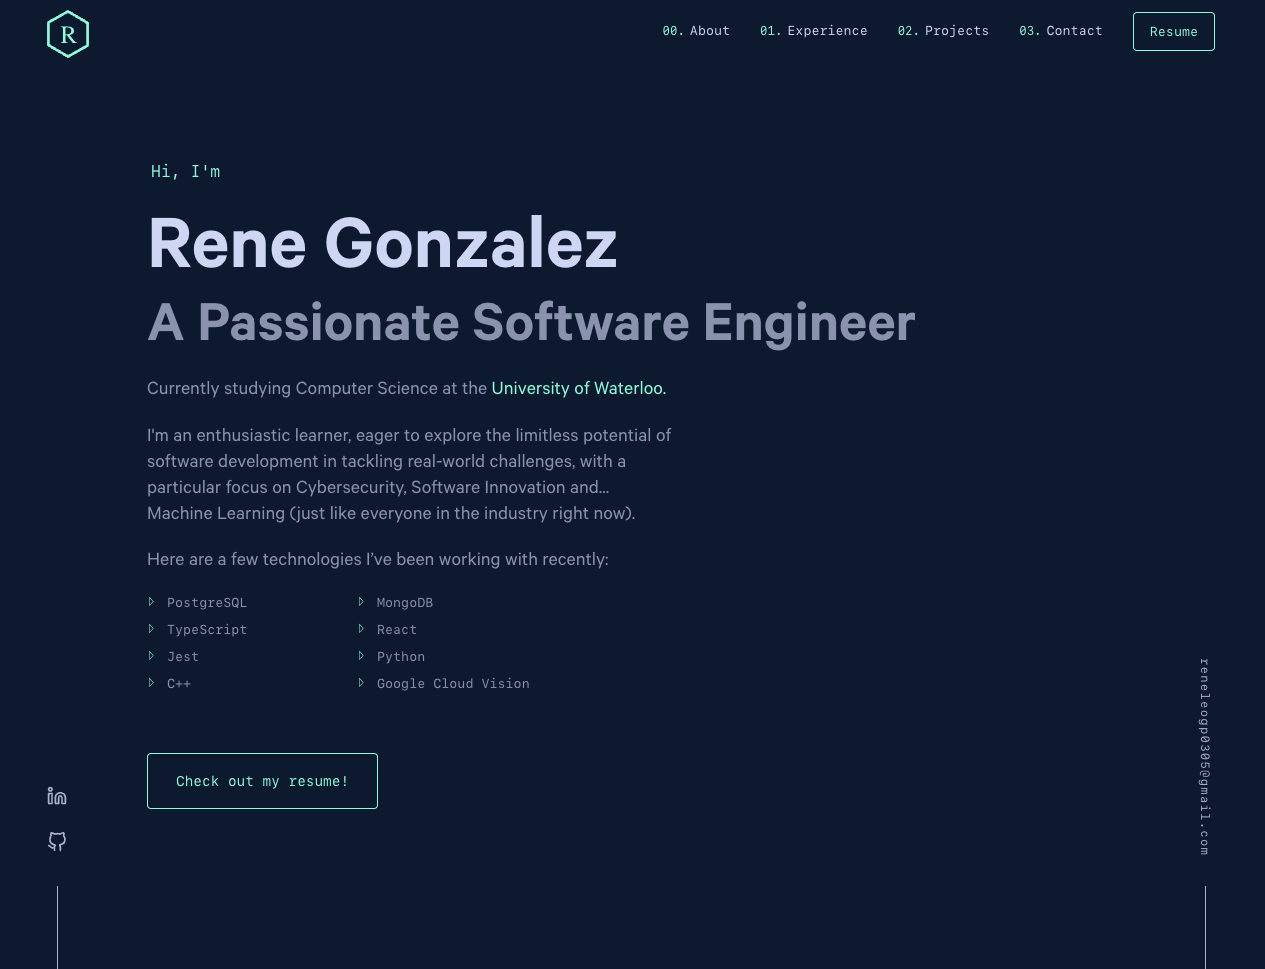 R
00. About 01. Experience 02. Projects 03. Contact Resume
Hi, I'm
Rene Gonzalez
A Passionate Software Engineer
Currently studying Computer Science at the University of Waterloo.
I'm an enthusiastic learner, eager to explore the limitless potential of
software development in tackling real-world challenges, with a
particular focus on Cybersecurity, Software Innovation and...
Machine Learning (just like everyone in the industry right now).
Here are a few technologies I've been working with recently:
PostgreSQL MongoDB
TypeScript React
Jest Python
C++ Google Cloud Vision
Check out my resume!
in
reneleogp0305@gmail.com